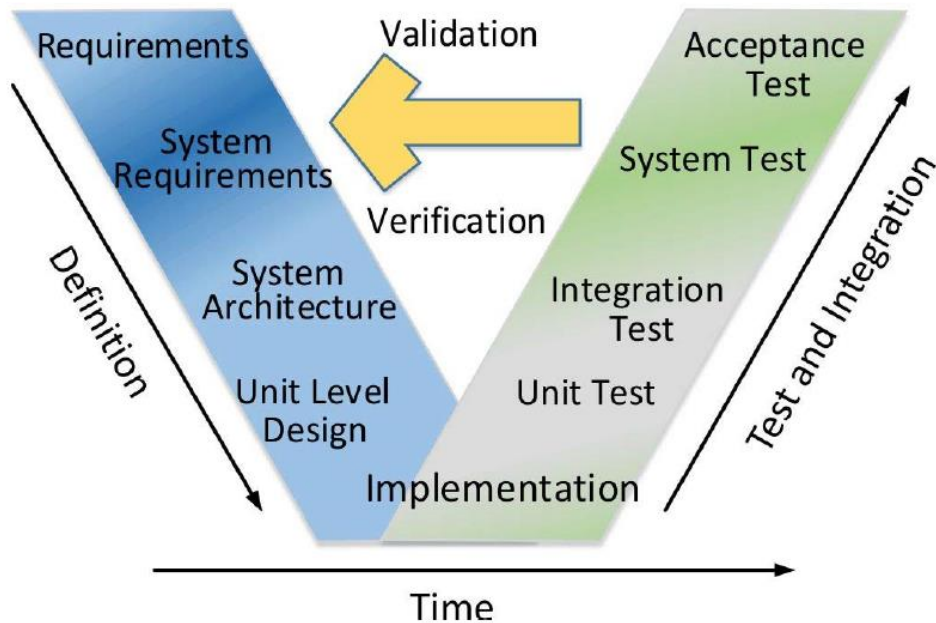 Requirements
System
Requirements
System
Architecture
Unit Level
Design
Definition
Validation
Verification
Acceptance
Test
System Test
Integration
Test
Unit Test
Implementation
Test and Integration
Time